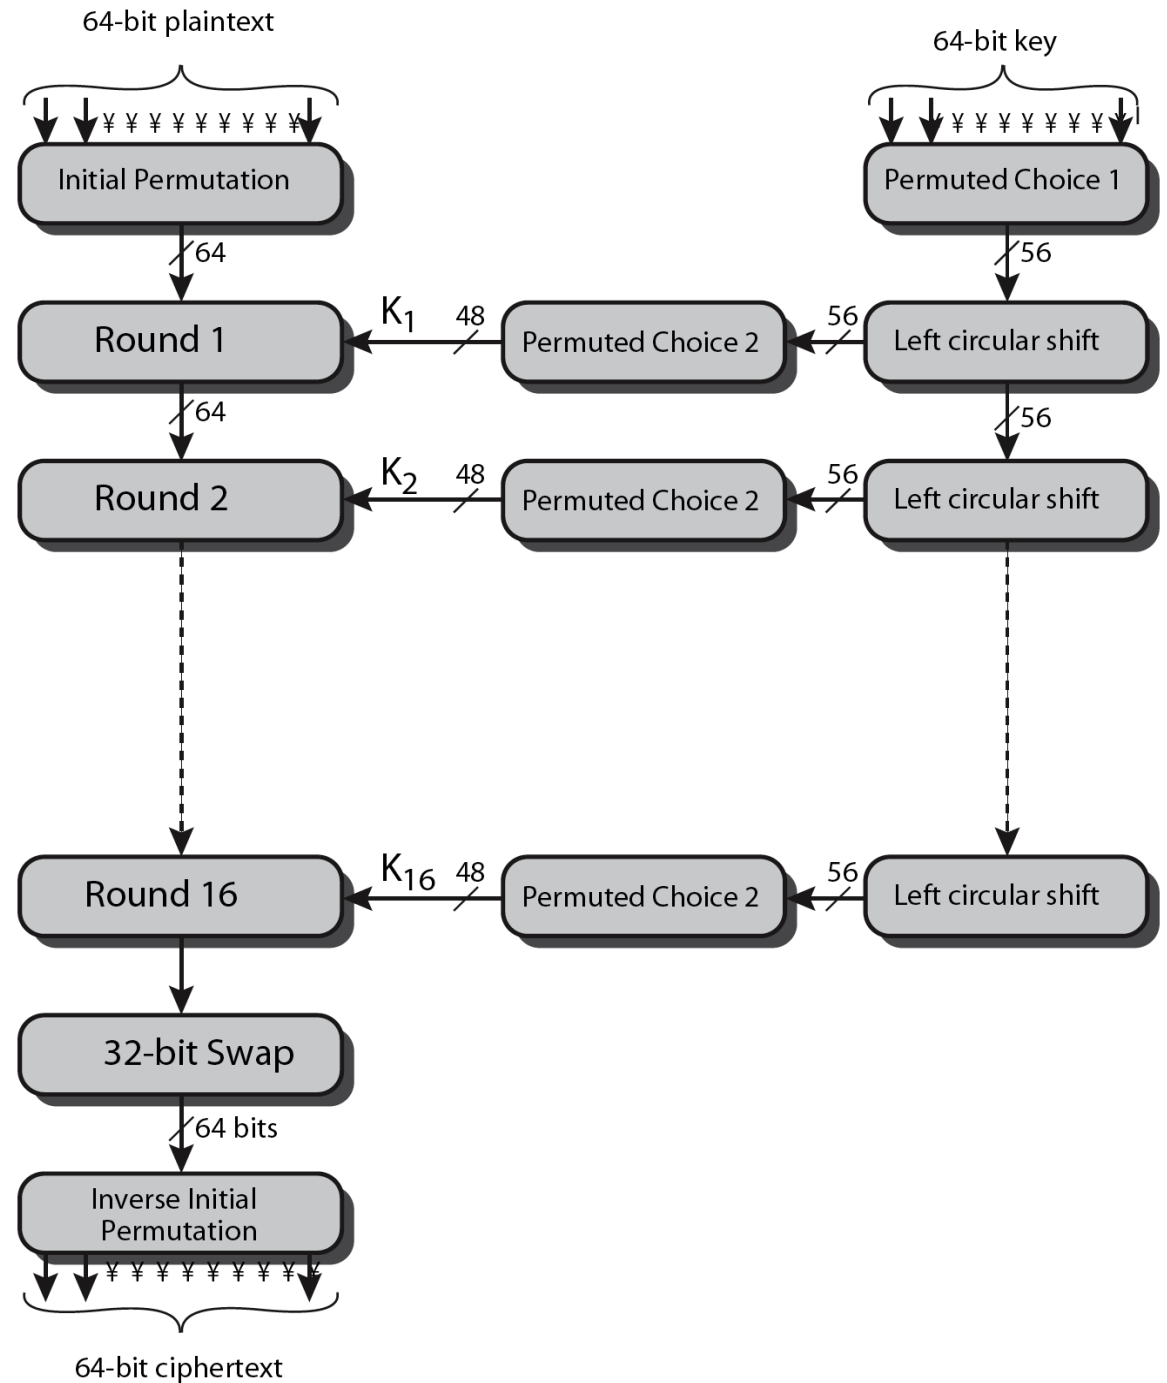 64-bit plaintext
64-bit key
¥ ¥ ¥ ¥ ¥ ¥ ¥ ¥ ¥
¥ ¥ ¥ ¥ ¥ ¥ ¥ ¥
Initial Permutation
Permuted Choice 1
64
56
Round 1
K1
48
Permuted Choice 2
56
Left circular shift
64
56
Round 2
K2
48
Permuted Choice 2
56
Left circular shift
Round 16
K16
48
Permuted Choice 2
56
Left circular shift
32-bit Swap
64 bits
Inverse Initial
Permutation
¥ ¥ ¥ ¥ ¥ ¥ ¥ ¥ ¥
64-bit ciphertext